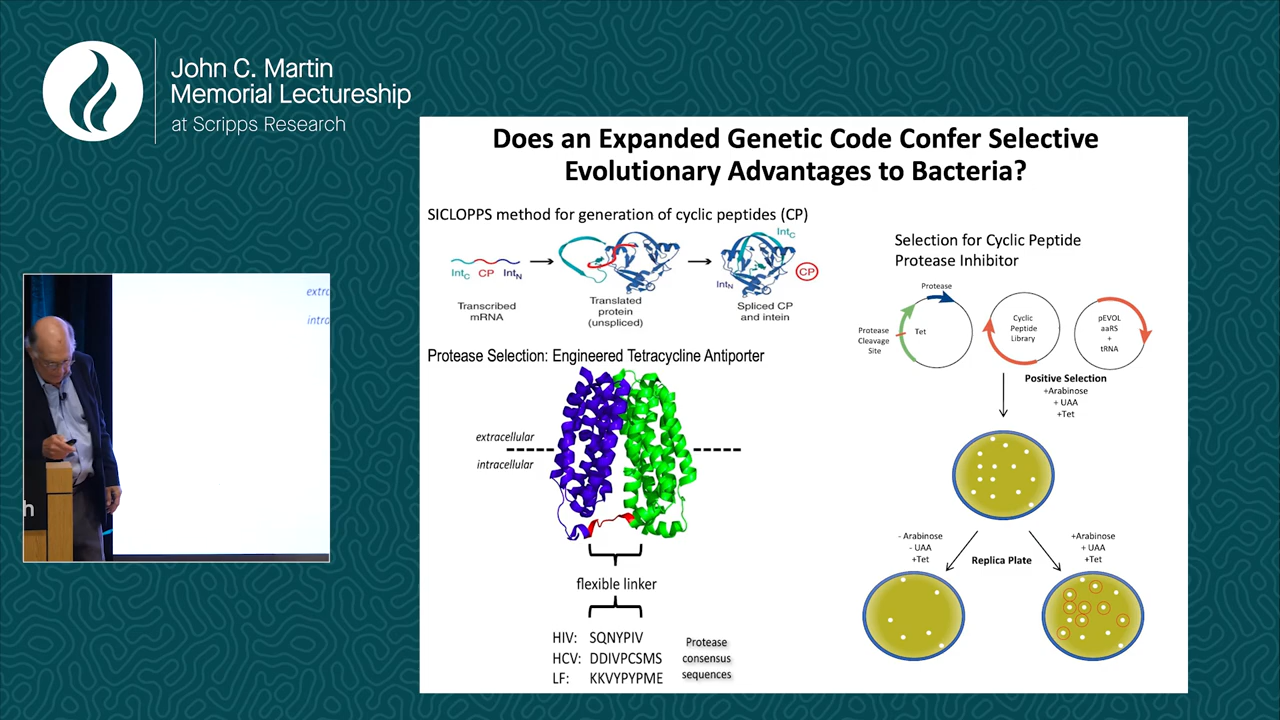 John C. Martin
Memorial Lectureship
at Scripps Research
Does an Expanded Genetic Code Confer Selective
Evolutionary Advantages to Bacteria?
SICLOPPS method for generation of cyclic peptides (CP)
IntC CP IntN
Transcribed
mRNA
Translated
protein
(unspliced)
IntC
IntN
CP
Spliced CP
and intein
Protease Selection: Engineered Tetracycline Antiporter
extracellular
intracellular
flexible linker
HIV: SQNYPIV
HCV: DDIVPCSMS
LF: KKVYPYPME
Protease
consensus
sequences
Selection for Cyclic Peptide
Protease Inhibitor
Protease
Tet
Protease
Cleavage
Site
Cyclic
Peptide
Library
pEVOL
aaRS
+
tRNA
Positive Selection
+Arabinose
+ UAA
+Tet
- Arabinose
- UAA
+Tet
Replica Plate
+Arabinose
+ UAA
+Tet
extra
intra
h